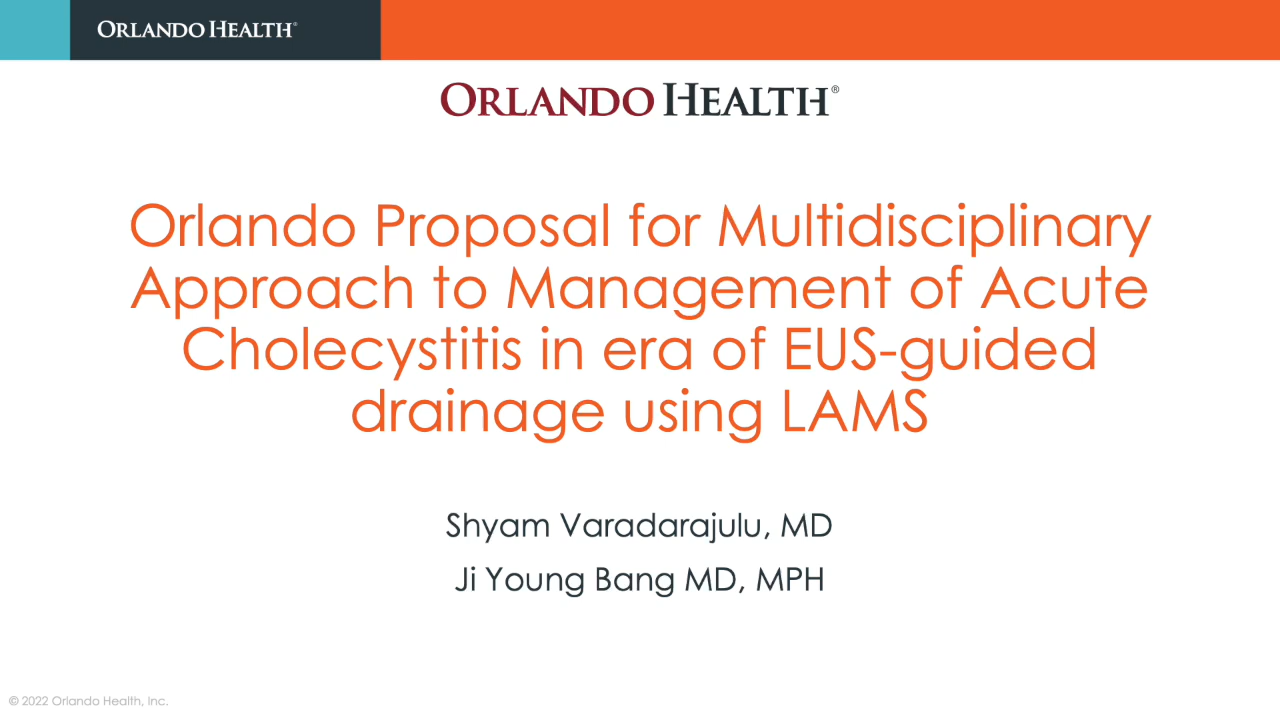 ORLANDO HEALTH®
ORLANDO HEALTH®
Orlando Proposal for Multidisciplinary
Approach to Management of Acute
Cholecystitis in era of EUS-guided
drainage using LAMS
Shyam Varadarajulu, MD
Ji Young Bang MD, MPH
© 2022 Orlando Health, Inc.